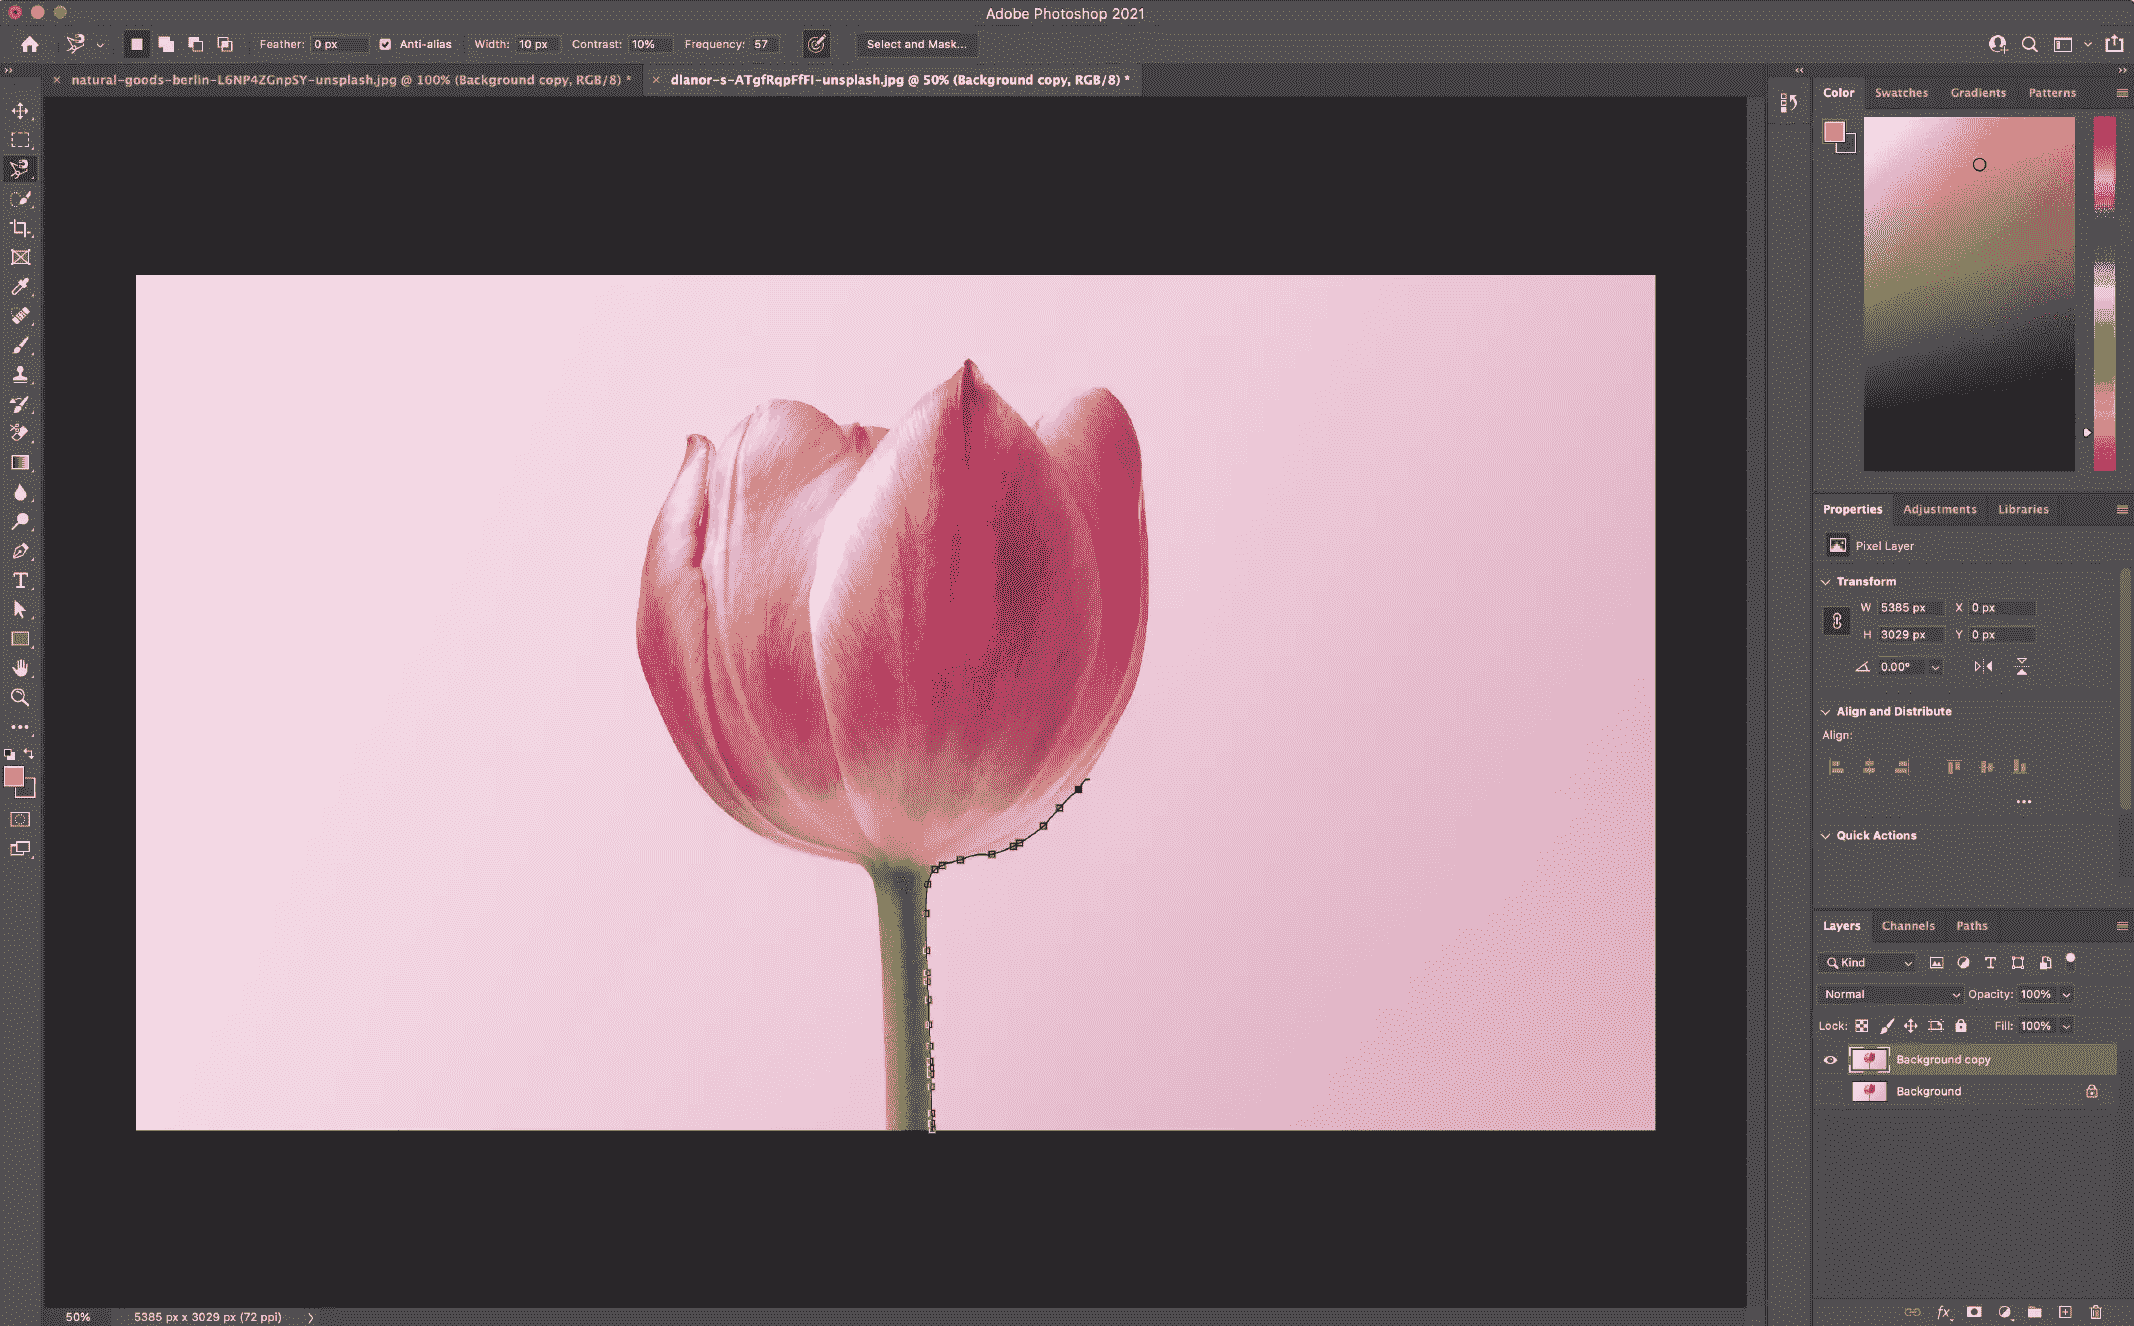 Adobe Photoshop 2021
Feather: 0 px Anti-alias Width: 10 px Contrast: 10% Frequency: 57 Select and Mask...
natural-goods-berlin-L6NP4ZGnpSY-unsplash.jpg @ 100% (Background copy, RGB/8) *
dlanor-s-ATgfRqpFfFI-unsplash.jpg @ 50% (Background copy, RGB/8) *
Color Swatches Gradients Patterns
Properties Adjustments Libraries
Pixel Layer
Transform
W 5385 px X 0 px
H 3029 px Y 0 px
0.00°
Align and Distribute
Align:
Quick Actions
Layers Channels Paths
Kind
Normal Opacity: 100%
Lock: Fill: 100%
Background copy
Background
fx
50% 5385 px x 3029 px (72 ppi)